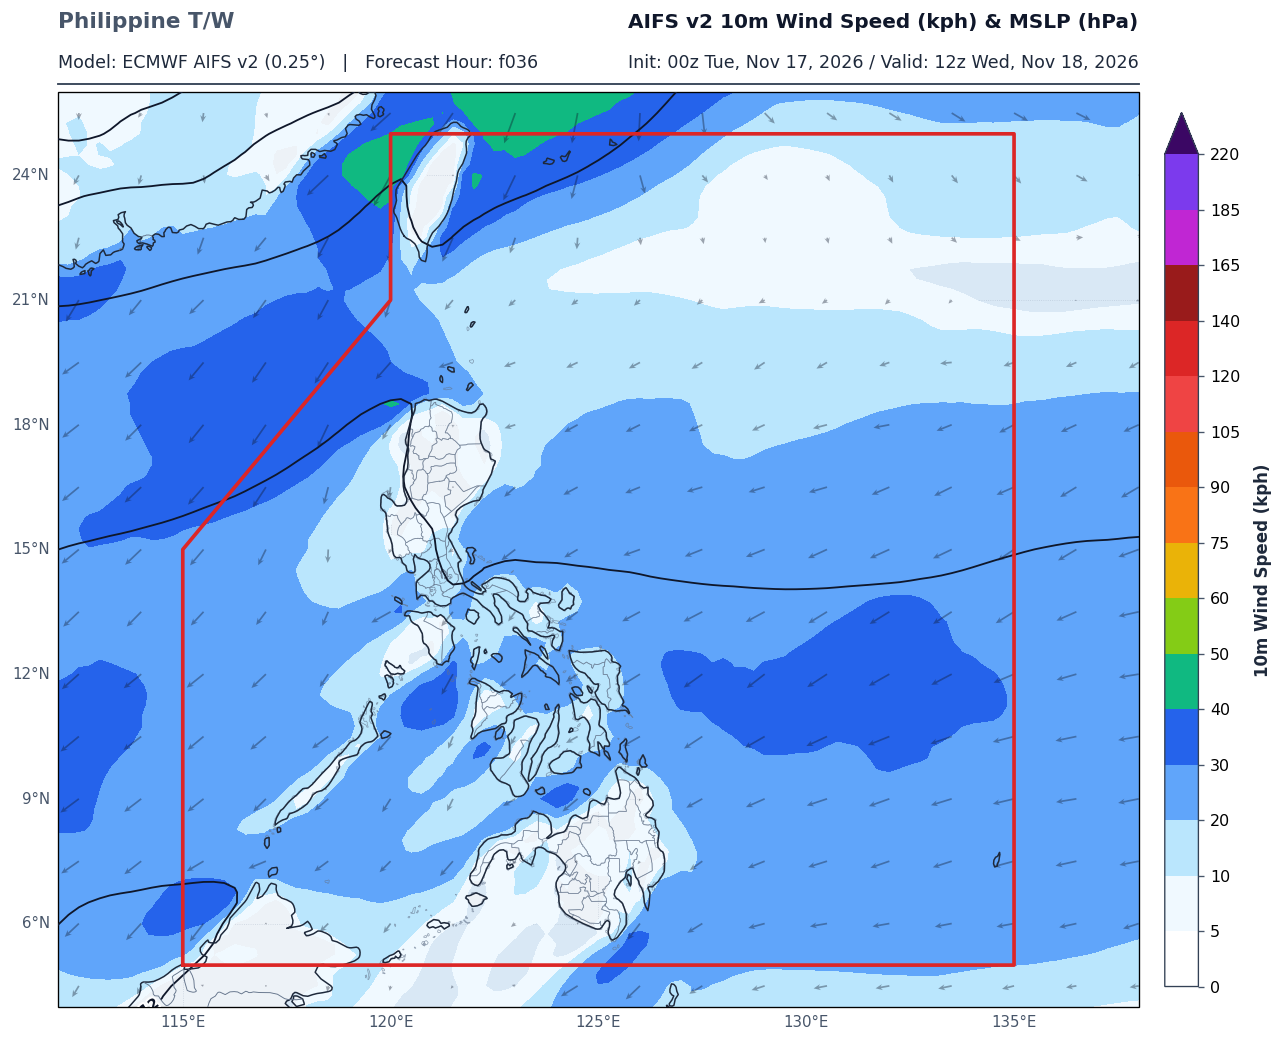 Philippine T/W
AIFS v2 10m Wind Speed (kph) & MSLP (hPa)
Model: ECMWF AIFS v2 (0.25°) | Forecast Hour: f036
Init: 00z Tue, Nov 17, 2026 / Valid: 12z Wed, Nov 18, 2026
24°N
21°N
18°N
15°N
12°N
9°N
6°N
115°E
120°E
125°E
130°E
135°E
220
185
165
140
120
105
90
75
60
50
40
30
20
10
5
0
10m Wind Speed (kph)